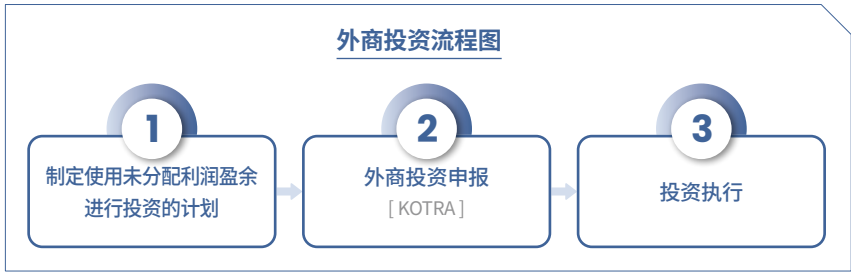 外商投资流程图
1
制定使用未分配利润盈余
进行投资的计划
2
外商投资申报
[ KOTRA ]
3
投资执行